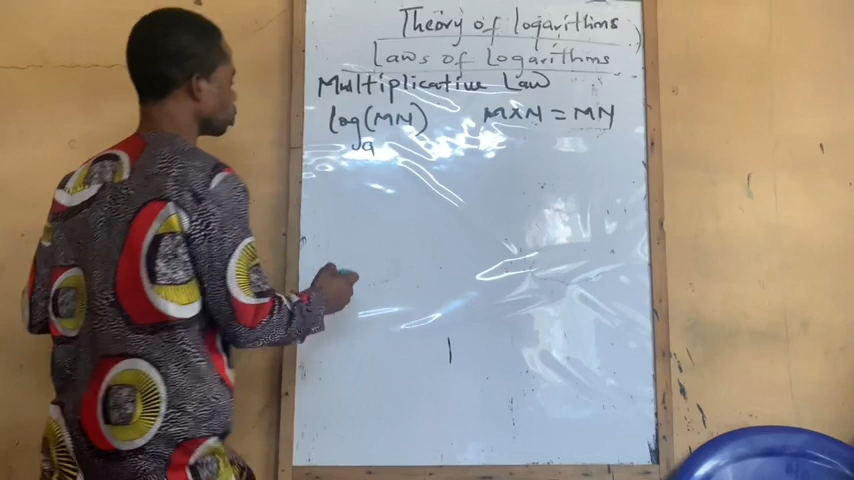 Theory of logarithms
Laws of Logarithms
Multiplicative Law
log a (MN) M×N = MN